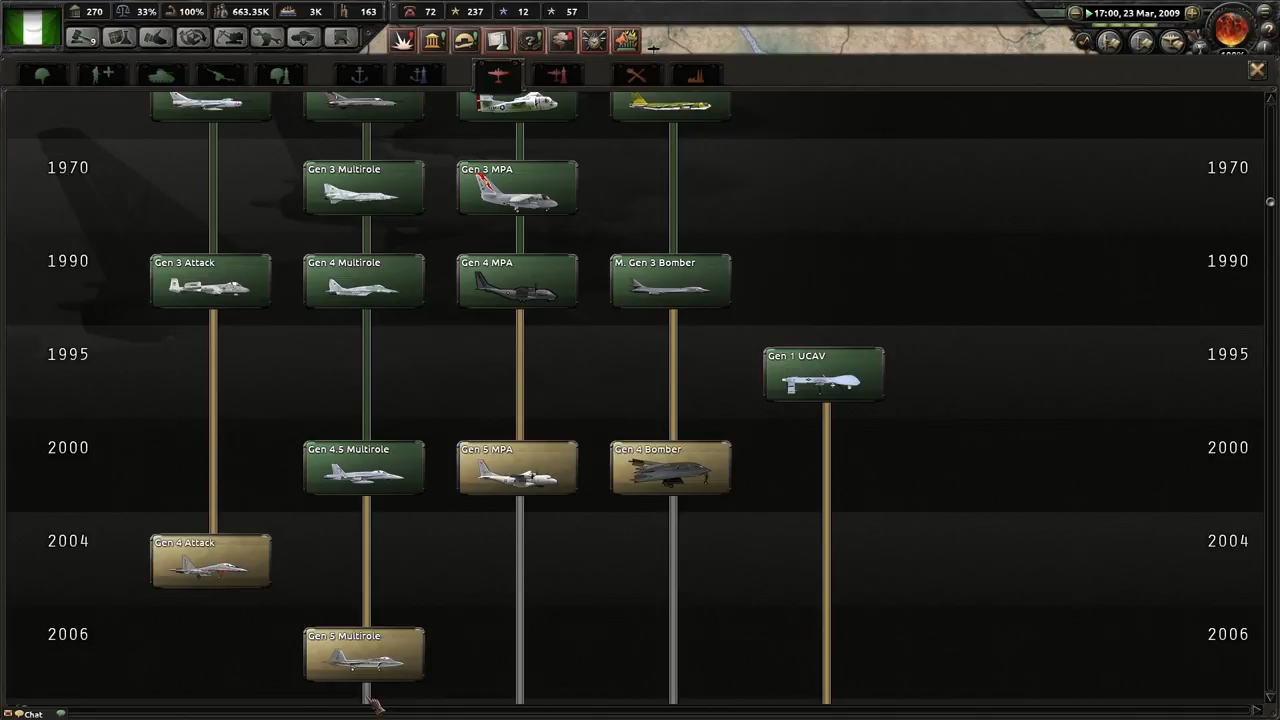 270 33% 100% 663.35K 3K 163 72 237 12 57 17:00, 23 Mar, 2009
9
100%
1970 Gen 3 Multirole Gen 3 MPA 1970
1990 Gen 3 Attack Gen 4 Multirole Gen 4 MPA M. Gen 3 Bomber 1990
1995 Gen 1 UCAV 1995
2000 Gen 4.5 Multirole Gen 5 MPA Gen 4 Bomber 2000
2004 Gen 4 Attack 2004
2006 Gen 5 Multirole 2006
Chat